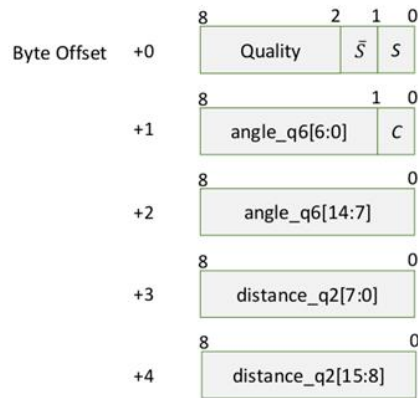 8 2 1 0
Byte Offset +0 Quality S̄ S
8 1 0
+1 angle_q6[6:0] C
8 0
+2 angle_q6[14:7]
8 0
+3 distance_q2[7:0]
8 0
+4 distance_q2[15:8]